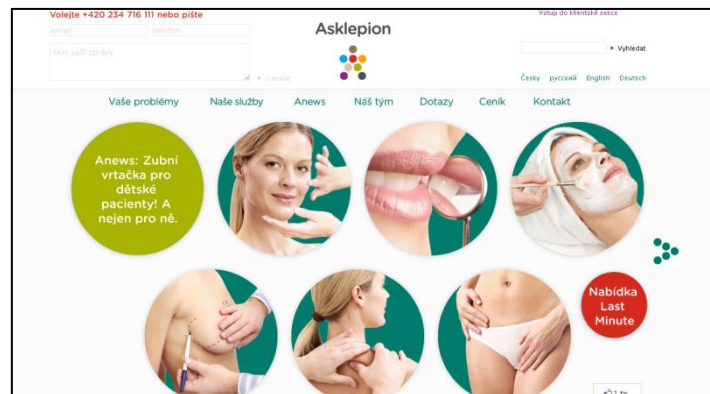 Volejte +420 234 716 111 nebo pište
email
telefon
text vaší zprávy
Odeslat
Asklepion
Vstup do klientské sekce
Vyhledat
Česky русский English Deutsch
Vaše problémy Naše služby Anews Náš tým Dotazy Ceník Kontakt
Anews: Zubní
vrtačka pro
dětské
pacienty! A
nejen pro ně.
Nabídka
Last
Minute